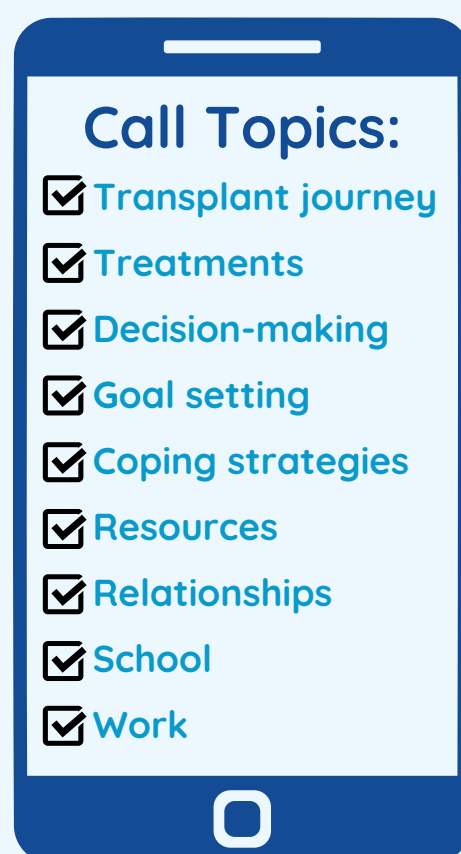 Call Topics:
Transplant journey
Treatments
Decision-making
Goal setting
Coping strategies
Resources
Relationships
School
Work